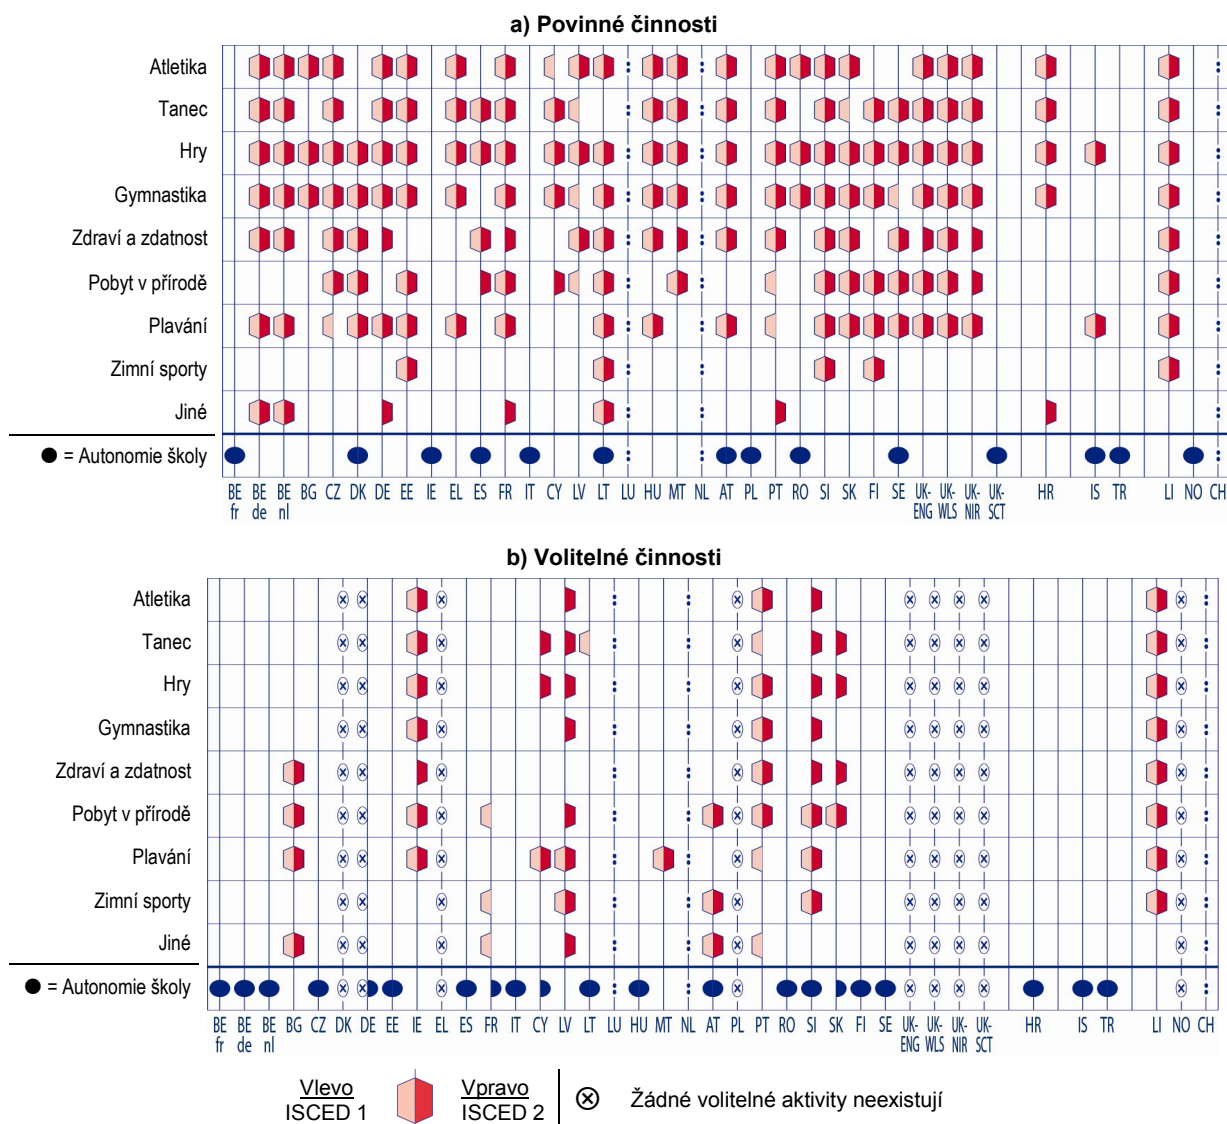 a) Povinné činnosti
Atletika
Tanec
Hry
Gymnastika
Zdraví a zdatnost
Pobyt v přírodě
Plavání
Zimní sporty
Jiné
● = Autonomie školy
BE fr BE de BE nl BG CZ DK DE EE IE EL ES FR IT CY LV LT LU HU MT NL AT PL PT RO SI SK FI SE UK-ENG UK-WLS UK-NIR UK-SCT HR IS TR LI NO CH
b) Volitelné činnosti
Atletika
Tanec
Hry
Gymnastika
Zdraví a zdatnost
Pobyt v přírodě
Plavání
Zimní sporty
Jiné
● = Autonomie školy
BE fr BE de BE nl BG CZ DK DE EE IE EL ES FR IT CY LV LT LU HU MT NL AT PL PT RO SI SK FI SE UK-ENG UK-WLS UK-NIR UK-SCT HR IS TR LI NO CH
Vlevo
ISCED 1
Vpravo
ISCED 2
⊗ Žádné volitelné aktivity neexistují